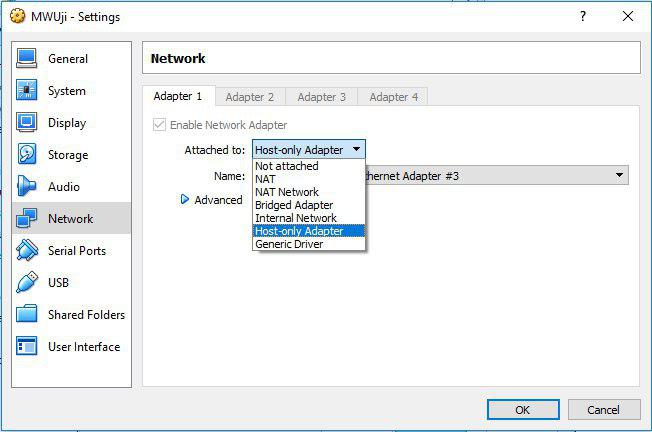 MWUji - Settings
?
General
System
Display
Storage
Audio
Network
Serial Ports
USB
Shared Folders
User Interface
Network
Adapter 1 Adapter 2 Adapter 3 Adapter 4
Enable Network Adapter
Attached to: Host-only Adapter
Not attached
NAT
NAT Network
Bridged Adapter
Internal Network
Host-only Adapter
Generic Driver
Name: Adapter #3
Advanced
OK Cancel